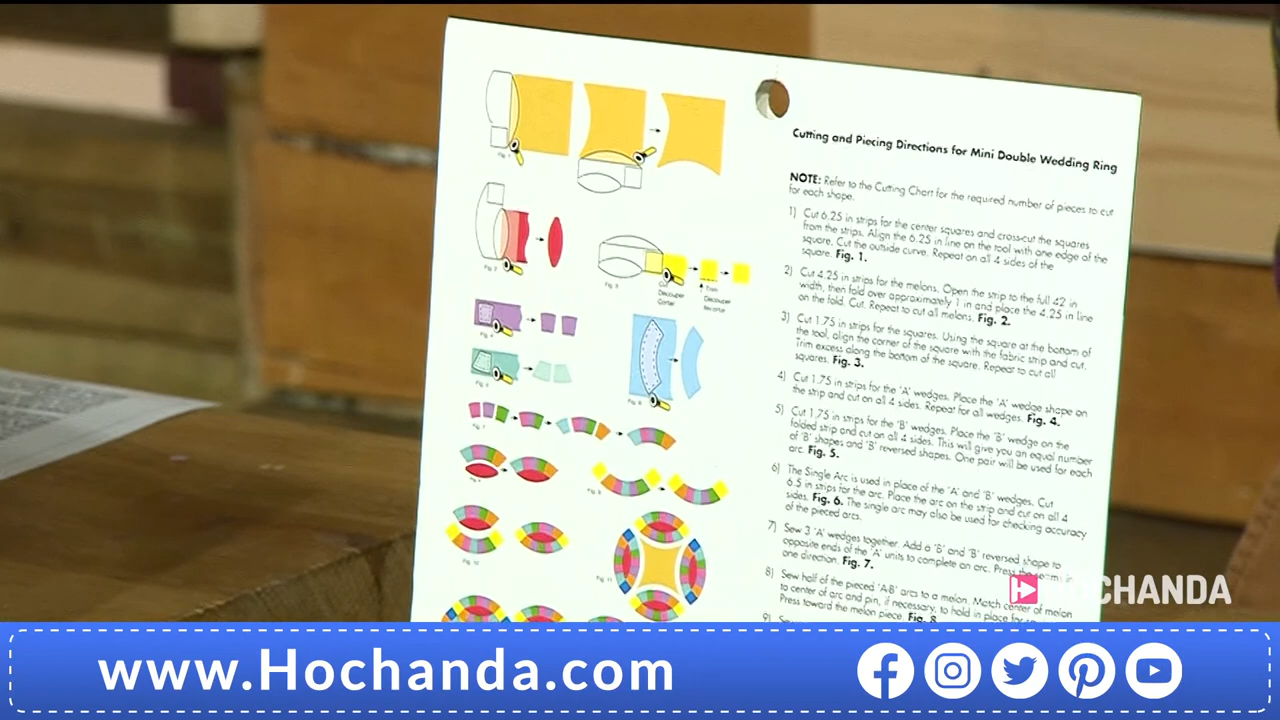 Cutting and Piecing Directions for Mini Double Wedding Ring
NOTE: Refer to the Cutting Chart for the required number of pieces to cut
for each shape.
1) Cut 6.25 in strips for the center squares and cross-cut the squares
from the strips. Align the 6.25 in line on the tool with one edge of the
square. Cut the outside curve. Repeat on all 4 sides of the
square. Fig. 1.
2) Cut 4.25 in strips for the melons. Open the strip to the full 42 in
width, then fold over approximately 1 in and place the 4.25 in line
on the fold. Cut. Repeat to cut all melons. Fig. 2.
3) Cut 1.75 in strips for the squares. Using the square at the bottom of
the tool, align the corner of the square with the fabric strip and cut.
Trim excess along the bottom of the square. Repeat to cut all
squares. Fig. 3.
4) Cut 1.75 in strips for the 'A' wedges. Place the 'A' wedge shape on
the strip and cut on all 4 sides. Repeat for all wedges. Fig. 4.
5) Cut 1.75 in strips for the 'B' wedges. Place the 'B' wedge on the
folded strip and cut on all 4 sides. This will give you an equal number
of 'B' shapes and 'B' reversed shapes. One pair will be used for each
arc. Fig. 5.
6) The Single Arc is used in place of the 'A' and 'B' wedges. Cut
6.5 in strips for the arc. Place the arc on the strip and cut on all 4
sides. Fig. 6. The single arc may also be used for checking accuracy
of the pieced arcs.
7) Sew 3 'A' wedges together. Add a 'B' and 'B' reversed shape to
opposite ends of the 'A' units to complete an arc. Press the seams in
one direction. Fig. 7.
8) Sew half of the pieced 'A-B' arcs to a melon. Match center of melon
to center of arc and pin, if necessary, to hold in place for
Press toward the melon piece. Fig. 8
9)
Fig. 1
Fig. 2
Fig. 3
Cut
Decouper
Cortar
Trim
Decouper
Recortar
Fig. 10
Fig. 11
HOCHANDA
www.Hochanda.com